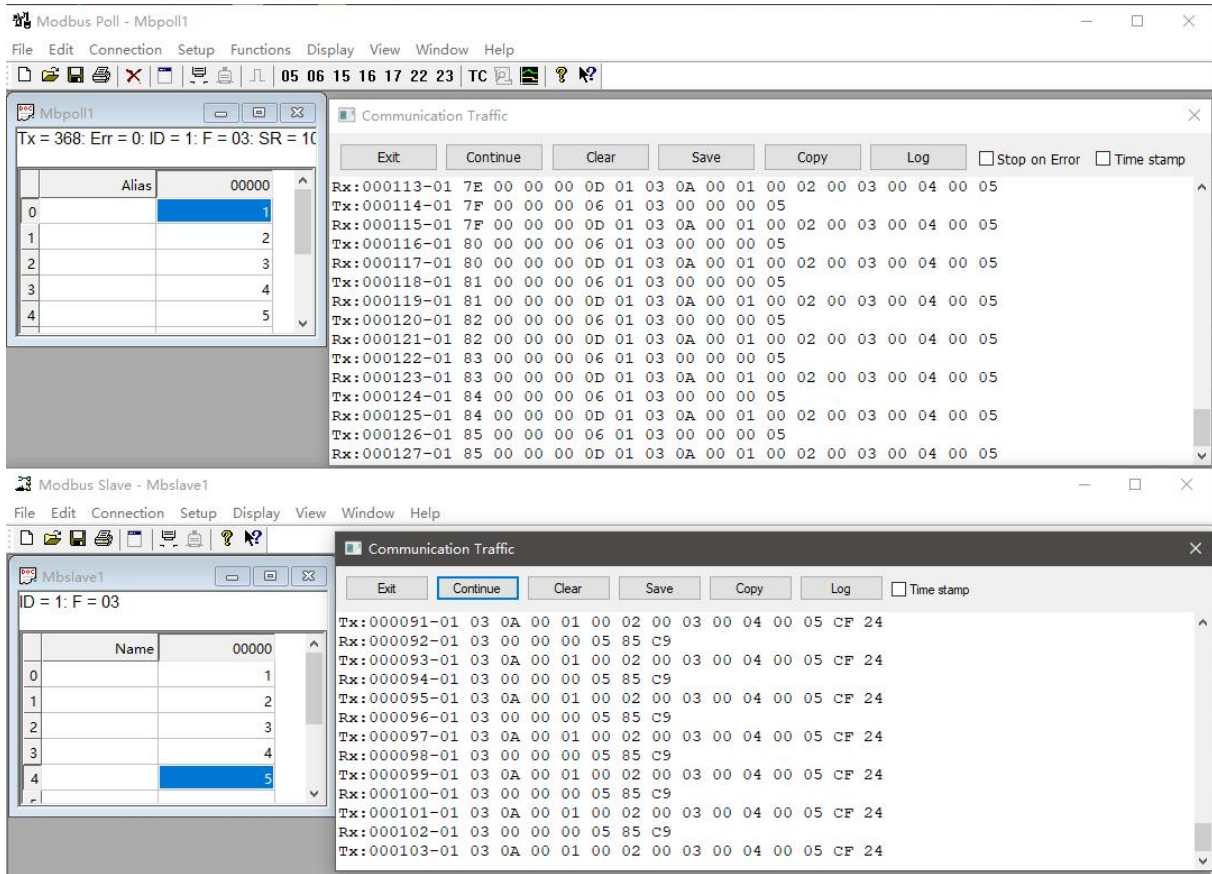 Modbus Poll - Mbpoll1
File Edit Connection Setup Functions Display View Window Help
05 06 15 16 17 22 23 TC
Mbpoll1
Tx = 368: Err = 0: ID = 1: F = 03: SR = 10
Alias 00000
0 1
1 2
2 3
3 4
4 5
Communication Traffic
Exit Continue Clear Save Copy Log Stop on Error Time stamp
Rx:000113-01 7E 00 00 00 0D 01 03 0A 00 01 00 02 00 03 00 04 00 05
Tx:000114-01 7F 00 00 00 06 01 03 00 00 00 05
Rx:000115-01 7F 00 00 00 0D 01 03 0A 00 01 00 02 00 03 00 04 00 05
Tx:000116-01 80 00 00 00 06 01 03 00 00 00 05
Rx:000117-01 80 00 00 00 0D 01 03 0A 00 01 00 02 00 03 00 04 00 05
Tx:000118-01 81 00 00 00 06 01 03 00 00 00 05
Rx:000119-01 81 00 00 00 0D 01 03 0A 00 01 00 02 00 03 00 04 00 05
Tx:000120-01 82 00 00 00 06 01 03 00 00 00 05
Rx:000121-01 82 00 00 00 0D 01 03 0A 00 01 00 02 00 03 00 04 00 05
Tx:000122-01 83 00 00 00 06 01 03 00 00 00 05
Rx:000123-01 83 00 00 00 0D 01 03 0A 00 01 00 02 00 03 00 04 00 05
Tx:000124-01 84 00 00 00 06 01 03 00 00 00 05
Rx:000125-01 84 00 00 00 0D 01 03 0A 00 01 00 02 00 03 00 04 00 05
Tx:000126-01 85 00 00 00 06 01 03 00 00 00 05
Rx:000127-01 85 00 00 00 0D 01 03 0A 00 01 00 02 00 03 00 04 00 05
Modbus Slave - Mbslave1
File Edit Connection Setup Display View Window Help
Mbslave1
ID = 1: F = 03
Name 00000
0 1
1 2
2 3
3 4
4 5
Communication Traffic
Exit Continue Clear Save Copy Log Time stamp
Tx:000091-01 03 0A 00 01 00 02 00 03 00 04 00 05 CF 24
Rx:000092-01 03 00 00 00 05 85 C9
Tx:000093-01 03 0A 00 01 00 02 00 03 00 04 00 05 CF 24
Rx:000094-01 03 00 00 00 05 85 C9
Tx:000095-01 03 0A 00 01 00 02 00 03 00 04 00 05 CF 24
Rx:000096-01 03 00 00 00 05 85 C9
Tx:000097-01 03 0A 00 01 00 02 00 03 00 04 00 05 CF 24
Rx:000098-01 03 00 00 00 05 85 C9
Tx:000099-01 03 0A 00 01 00 02 00 03 00 04 00 05 CF 24
Rx:000100-01 03 00 00 00 05 85 C9
Tx:000101-01 03 0A 00 01 00 02 00 03 00 04 00 05 CF 24
Rx:000102-01 03 00 00 00 05 85 C9
Tx:000103-01 03 0A 00 01 00 02 00 03 00 04 00 05 CF 24